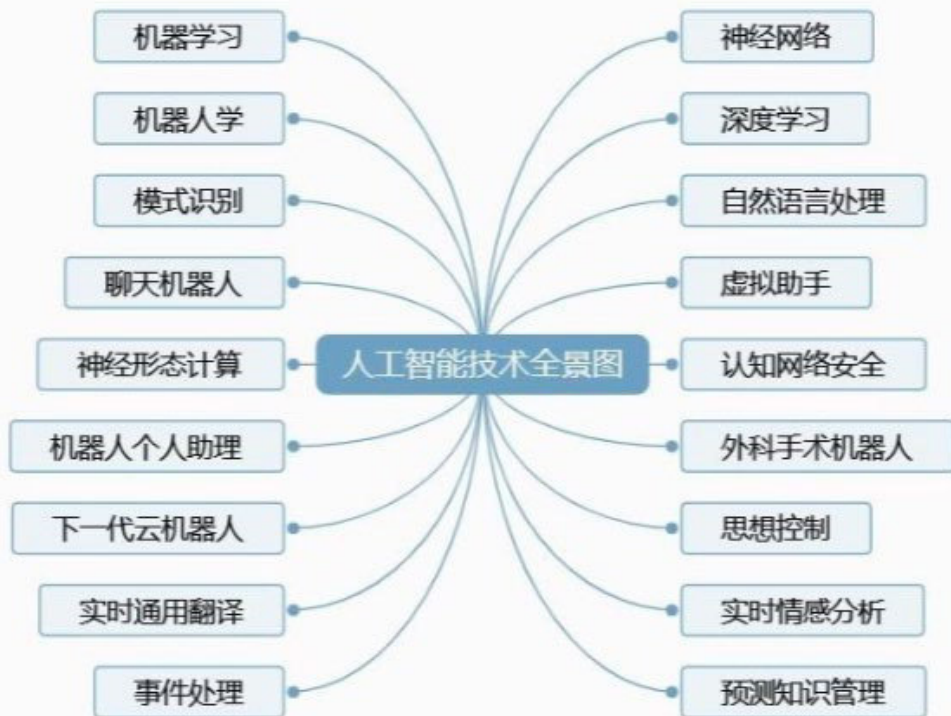 机器学习
机器人学
模式识别
聊天机器人
神经形态计算
机器人个人助理
下一代云机器人
实时通用翻译
事件处理
人工智能技术全景图
神经网络
深度学习
自然语言处理
虚拟助手
认知网络安全
外科手术机器人
思想控制
实时情感分析
预测知识管理